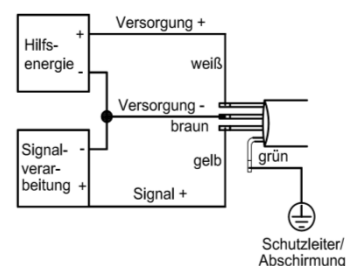 Versorgung +
Hilfs-
energie
+
-
weiß
Versorgung -
braun
Signal-
verar-
beitung
-
+
gelb
grün
Signal +
Schutzleiter/
Abschirmung